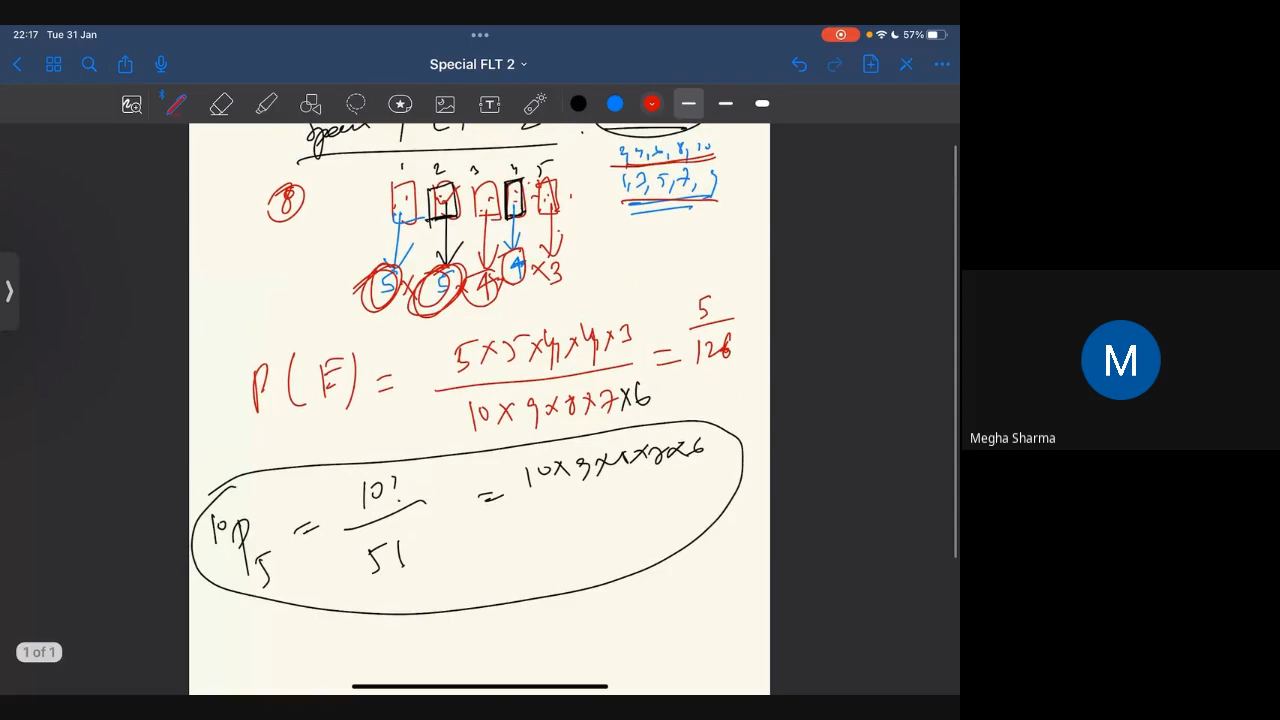 22:17 Tue 31 Jan
57%
Special FLT 2
2
1 2 3 4 5
8
, 8, 10
1, 3, 5, 7, 9
5 × 5 × 4 × 4 × 3
P(E) = 5×5×4×4×3 / 10×9×8×7×6 = 5 / 126
10P5 = 10! / 5! = 10×9×8×7×6
1 of 1
M
Megha Sharma